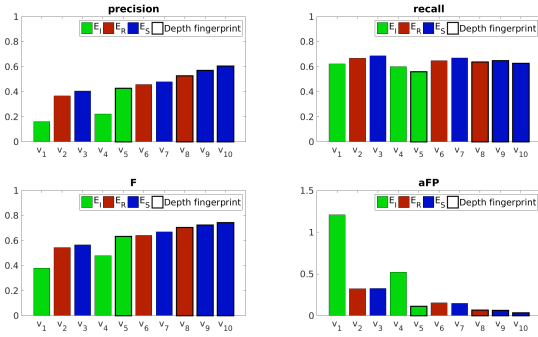 precision
E_I E_R E_S Depth fingerprint
1
0.8
0.6
0.4
0.2
0
v_1 v_2 v_3 v_4 v_5 v_6 v_7 v_8 v_9 v_10
recall
E_I E_R E_S Depth fingerprint
1
0.8
0.6
0.4
0.2
0
v_1 v_2 v_3 v_4 v_5 v_6 v_7 v_8 v_9 v_10
F
E_I E_R E_S Depth fingerprint
1
0.8
0.6
0.4
0.2
0
v_1 v_2 v_3 v_4 v_5 v_6 v_7 v_8 v_9 v_10
aFP
E_I E_R E_S Depth fingerprint
1.5
1
0.5
0
v_1 v_2 v_3 v_4 v_5 v_6 v_7 v_8 v_9 v_10